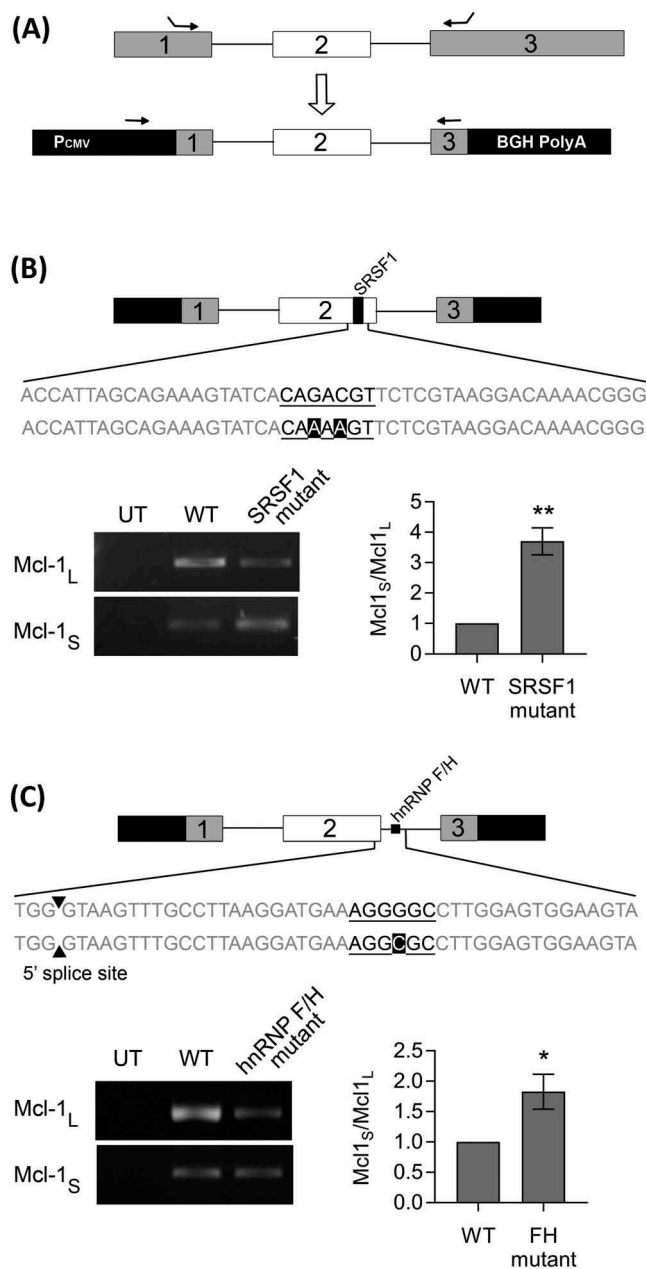 (A)
1 2 3
PCMV 1 2 3 BGH PolyA
(B)
SRSF1
1 2 3
ACCATTAGCAGAAAGTATCACAGACGTTCTCGTAAGGACAAAACGGG
ACCATTAGCAGAAAGTATCACAAAAGTTCTCGTAAGGACAAAACGGG
UT WT SRSF1 mutant
Mcl-1L
Mcl-1S
Mcl1S/Mcl1L
5
4
3
2
1
0
**
WT SRSF1 mutant
(C)
hnRNP F/H
1 2 3
TGGGTAAGTTTGCCTTAAGGATGAAAGGGGCCTTGGAGTGGAAGTA
TGGGTAAGTTTGCCTTAAGGATGAAAGGCGCCTTGGAGTGGAAGTA
5' splice site
UT WT hnRNP F/H mutant
Mcl-1L
Mcl-1S
Mcl1S/Mcl1L
2.5
2.0
1.5
1.0
0.5
0.0
*
WT FH mutant